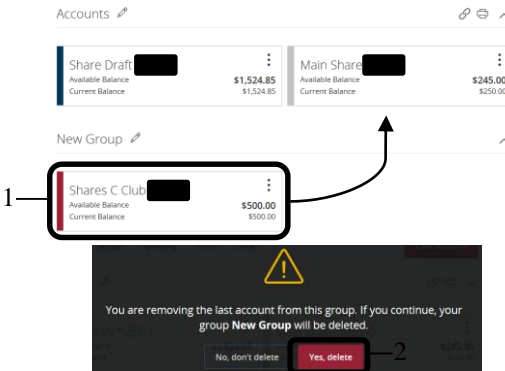 Accounts
Share Draft
Available Balance $1,524.85
Current Balance $1,524.85
Main Share
Available Balance $245.00
Current Balance $250.00
New Group
1
Shares C Club
Available Balance $500.00
Current Balance $500.00
You are removing the last account from this group. If you continue, your
group New Group will be deleted.
No, don't delete
Yes, delete
2